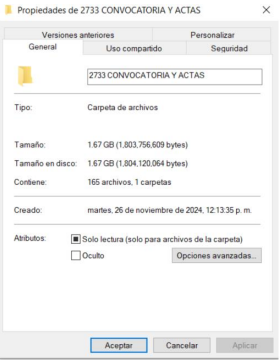 Propiedades de 2733 CONVOCATORIA Y ACTAS
Versiones anteriores Personalizar
General Uso compartido Seguridad
2733 CONVOCATORIA Y ACTAS
Tipo: Carpeta de archivos
Tamaño: 1.67 GB (1,803,756,609 bytes)
Tamaño en disco: 1.67 GB (1,804,120,064 bytes)
Contiene: 165 archivos, 1 carpetas
Creado: martes, 26 de noviembre de 2024, 12:13:35 p. m.
Atributos: Solo lectura (solo para archivos de la carpeta)
Oculto Opciones avanzadas...
Aceptar Cancelar Aplicar